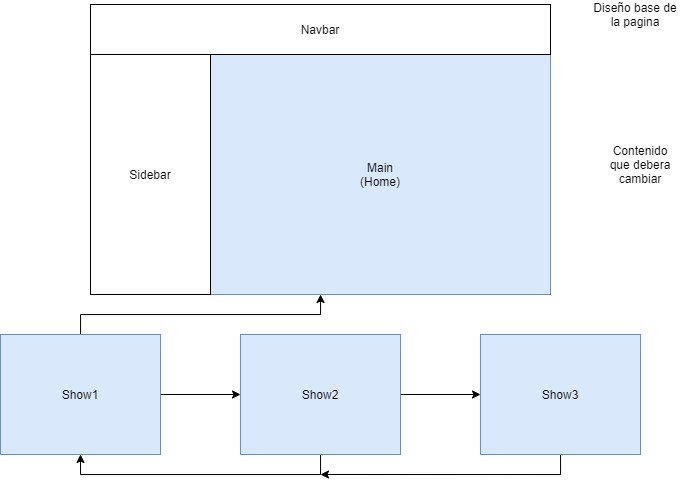 Diseño base de
la pagina
Navbar
Sidebar
Main
(Home)
Contenido
que debera
cambiar
Show1
Show2
Show3